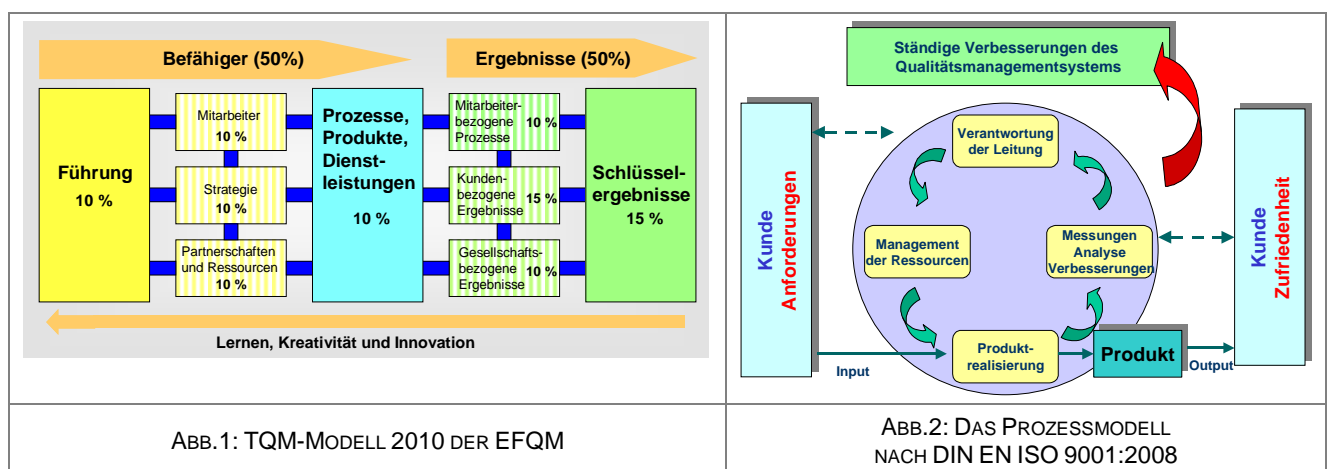 Befähiger (50%)
Ergebnisse (50%)
Führung
10 %
Mitarbeiter
10 %
Strategie
10 %
Partnerschaften
und Ressourcen
10 %
Prozesse,
Produkte,
Dienst-
leistungen
10 %
Mitarbeiter-
bezogene
Prozesse
10 %
Kunden-
bezogene
Ergebnisse
15 %
Gesellschafts-
bezogene
Ergebnisse
10 %
Schlüssel-
ergebnisse
15 %
Lernen, Kreativität und Innovation
ABB.1: TQM-MODELL 2010 DER EFQM
Ständige Verbesserungen des
Qualitätsmanagementsystems
Kunde
Anforderungen
Verantwortung
der Leitung
Management
der Ressourcen
Messungen
Analyse
Verbesserungen
Produkt-
realisierung
Input
Produkt
Output
Kunde
Zufriedenheit
ABB.2: DAS PROZESSMODELL
NACH DIN EN ISO 9001:2008